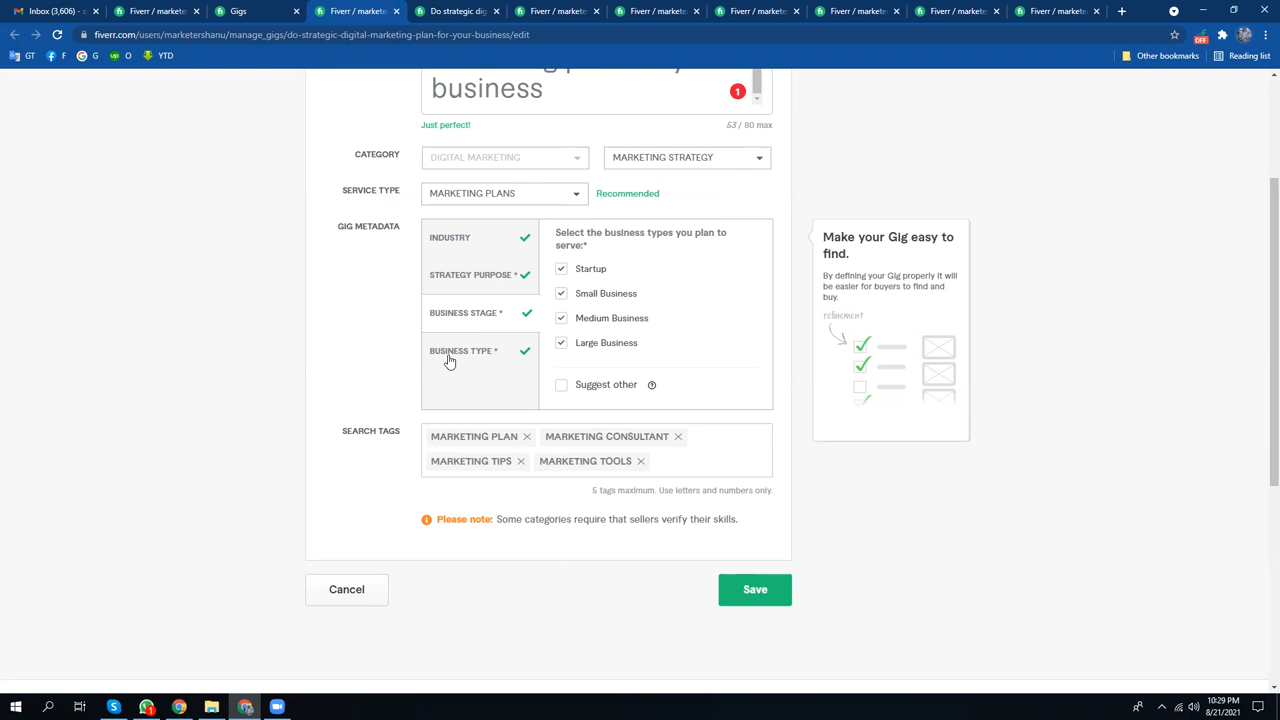 Inbox (3,606) - 
Fiverr / markete
Gigs
Fiverr / markete
Do strategic digita
Fiverr / markete
Fiverr / markete
Fiverr / markete
Fiverr / markete
Fiverr / markete
Fiverr / markete
fiverr.com/users/marketershanu/manage_gigs/do-strategic-digital-marketing-plan-for-your-business/edit
OFF
GT
F
G
O
YTD
Other bookmarks
Reading list
business
1
Just perfect!
53 / 80 max
CATEGORY
DIGITAL MARKETING
MARKETING STRATEGY
SERVICE TYPE
MARKETING PLANS
Recommended
GIG METADATA
INDUSTRY
STRATEGY PURPOSE *
BUSINESS STAGE *
BUSINESS TYPE *
Select the business types you plan to
serve:*
Startup
Small Business
Medium Business
Large Business
Suggest other
Make your Gig easy to
find.
By defining your Gig properly it will
be easier for buyers to find and
buy.
refinement
SEARCH TAGS
MARKETING PLAN
MARKETING CONSULTANT
MARKETING TIPS
MARKETING TOOLS
5 tags maximum. Use letters and numbers only.
Please note: Some categories require that sellers verify their skills.
Cancel
Save
1
10:29 PM
8/21/2021